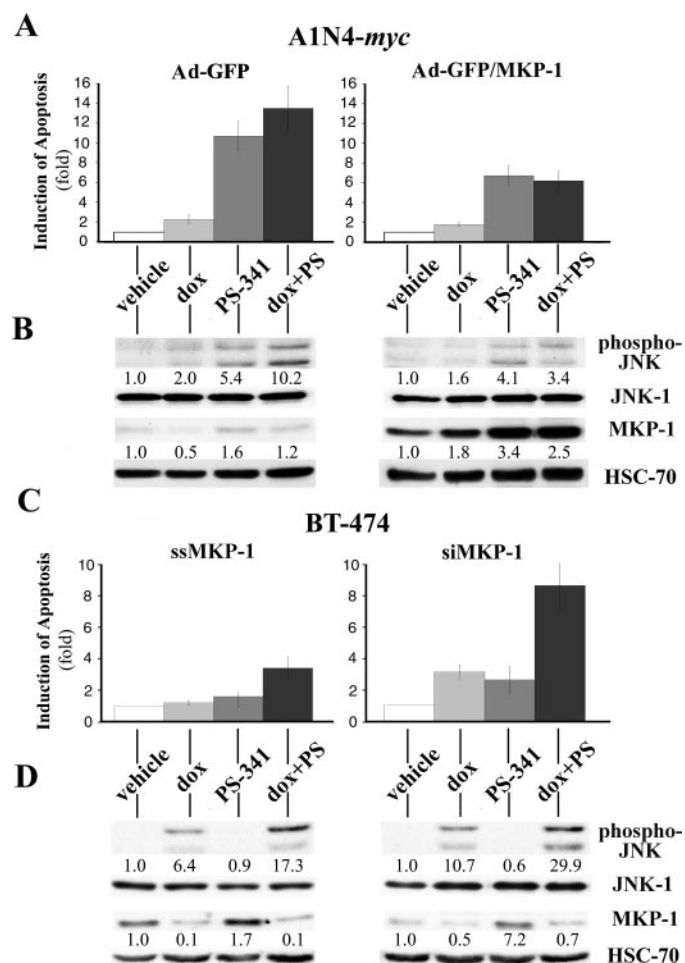 A
A1N4-myc
Ad-GFP
Ad-GFP/MKP-1
Induction of Apoptosis
(fold)
16
14
12
10
8
6
4
2
0
16
14
12
10
8
6
4
2
0
vehicle
dox
PS-341
dox+PS
vehicle
dox
PS-341
dox+PS
B
phospho-
JNK
1.0 2.0 5.4 10.2
1.0 1.6 4.1 3.4
JNK-1
MKP-1
1.0 0.5 1.6 1.2
1.0 1.8 3.4 2.5
HSC-70
C
BT-474
ssMKP-1
siMKP-1
Induction of Apoptosis
(fold)
10
8
6
4
2
0
10
8
6
4
2
0
vehicle
dox
PS-341
dox+PS
vehicle
dox
PS-341
dox+PS
D
phospho-
JNK
1.0 6.4 0.9 17.3
1.0 10.7 0.6 29.9
JNK-1
MKP-1
1.0 0.1 1.7 0.1
1.0 0.5 7.2 0.7
HSC-70